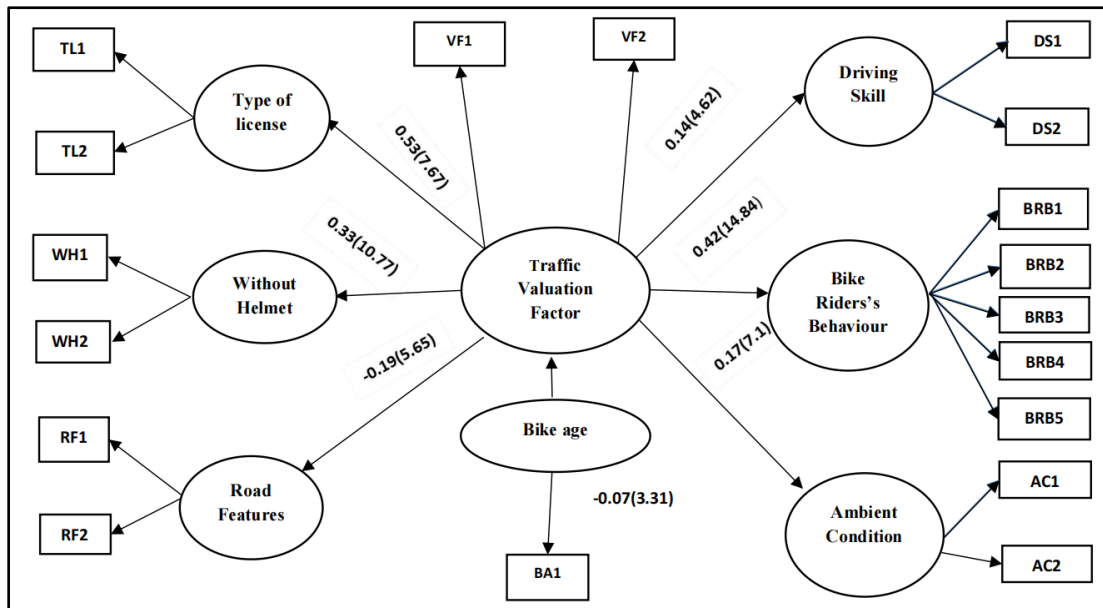 TL1
VF1
VF2
DS1
Type of
license
Driving
Skill
TL2
DS2
0.53(7.67)
0.14(4.62)
WH1
0.33(10.77)
0.42(14.84)
BRB1
Without
Helmet
Traffic
Valuation
Factor
Bike
Riders's
Behaviour
BRB2
BRB3
WH2
-0.19(5.65)
0.17(7.1)
BRB4
BRB5
RF1
Bike age
Road
Features
-0.07(3.31)
Ambient
Condition
AC1
RF2
BA1
AC2